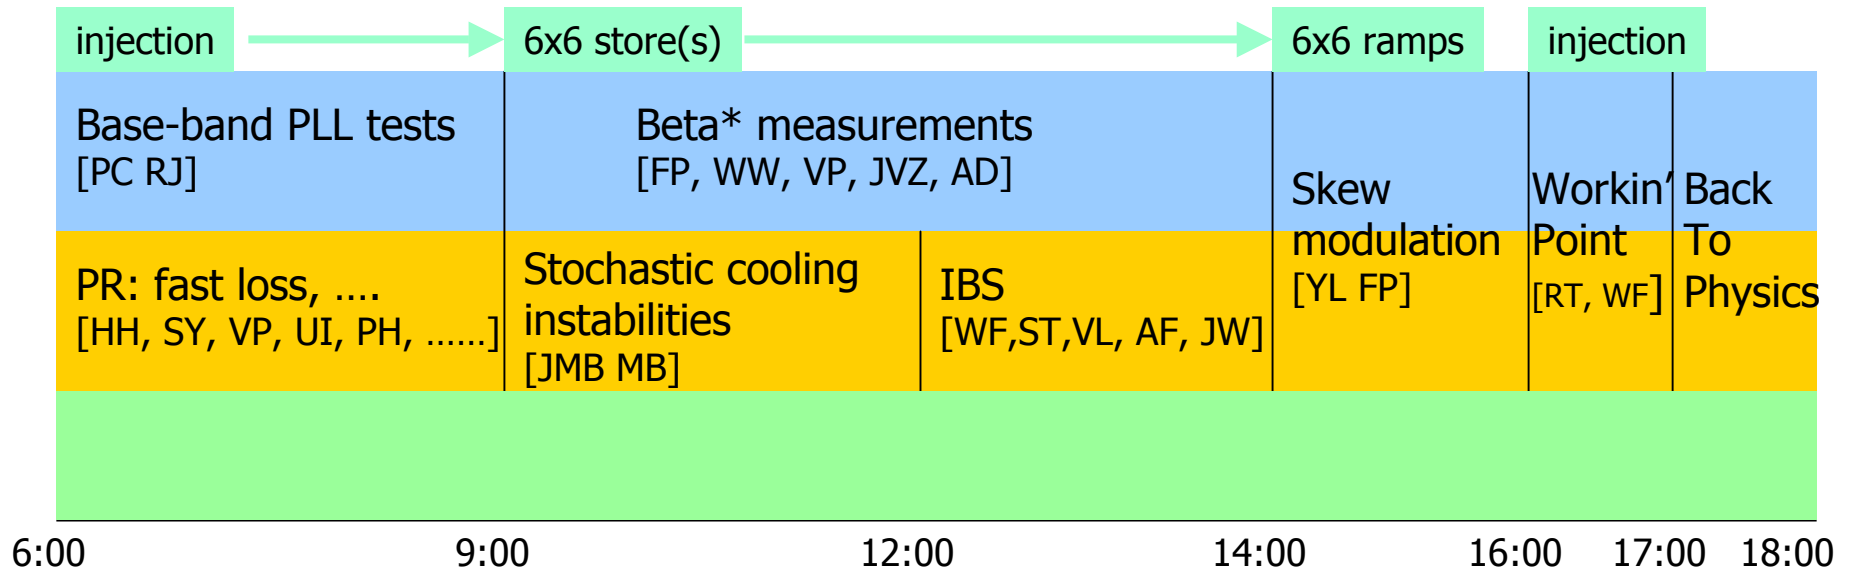 injection
6x6 store(s)
6x6 ramps
injection
Base-band PLL tests
[PC RJ]
Beta* measurements
[FP, WW, VP, JVZ, AD]
PR: fast loss, ....
[HH, SY, VP, UI, PH, ......]
Stochastic cooling
instabilities
[JMB MB]
IBS
[WF,ST,VL, AF, JW]
Skew
modulation
[YL FP]
Workin’
Point
[RT, WF]
Back
To
Physics
6:00
9:00
12:00
14:00
16:00
17:00
18:00